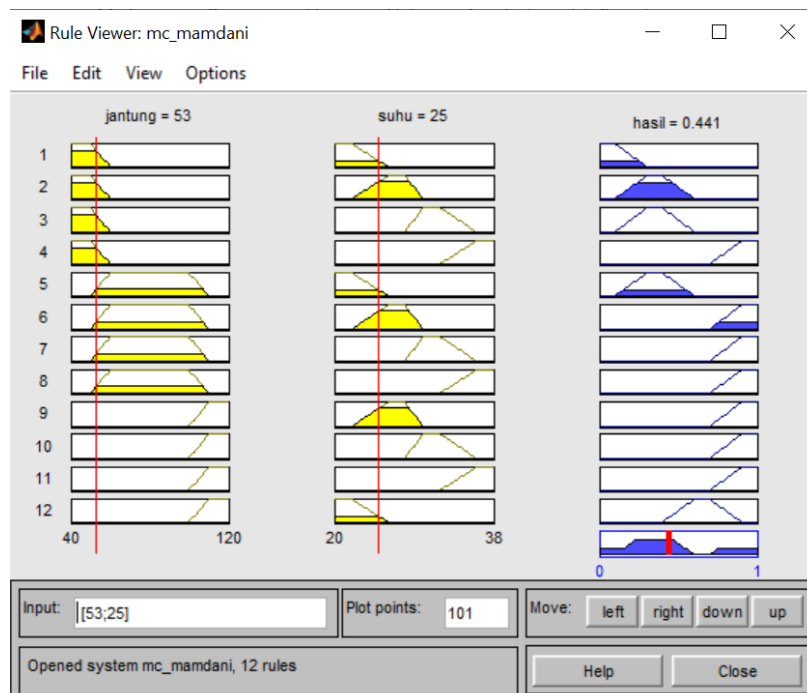 Rule Viewer: mc_mamdani
File Edit View Options
jantung = 53 suhu = 25 hasil = 0.441
1
2
3
4
5
6
7
8
9
10
11
12
40 120 20 38
0 1
Input: [53;25] Plot points: 101 Move: left right down up
Opened system mc_mamdani, 12 rules Help Close